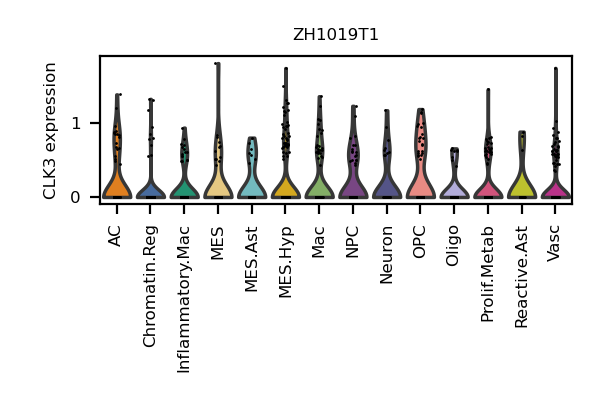 ZH1019T1
CLK3 expression
1
0
AC
Chromatin.Reg
Inflammatory.Mac
MES
MES.Ast
MES.Hyp
Mac
NPC
Neuron
OPC
Oligo
Prolif.Metab
Reactive.Ast
Vasc